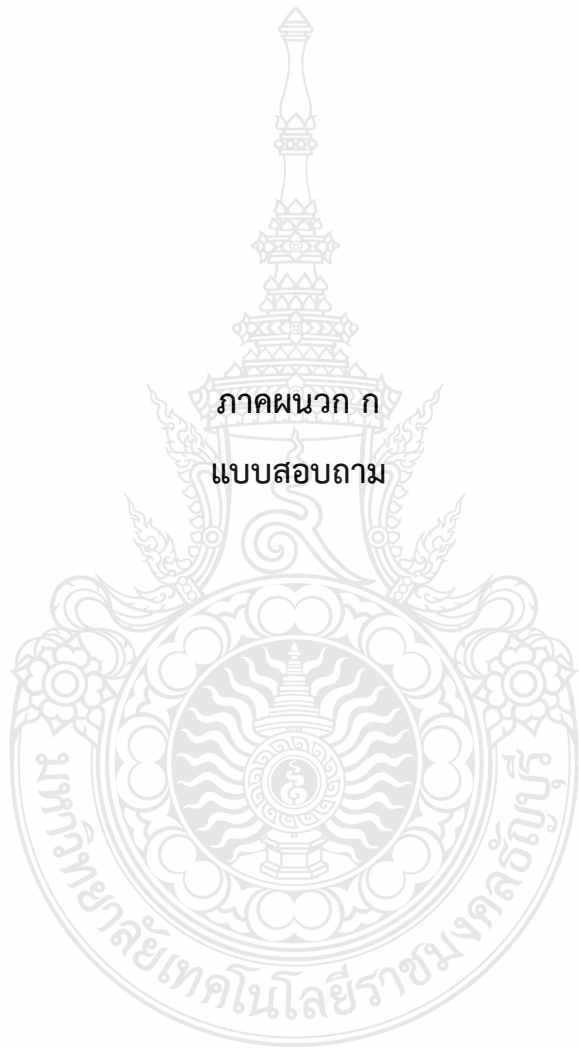 ภาคผนวก ก
แบบสอบถาม
มหาวิทยาลัยเทคโนโลยีราชมงคลธัญบุรี